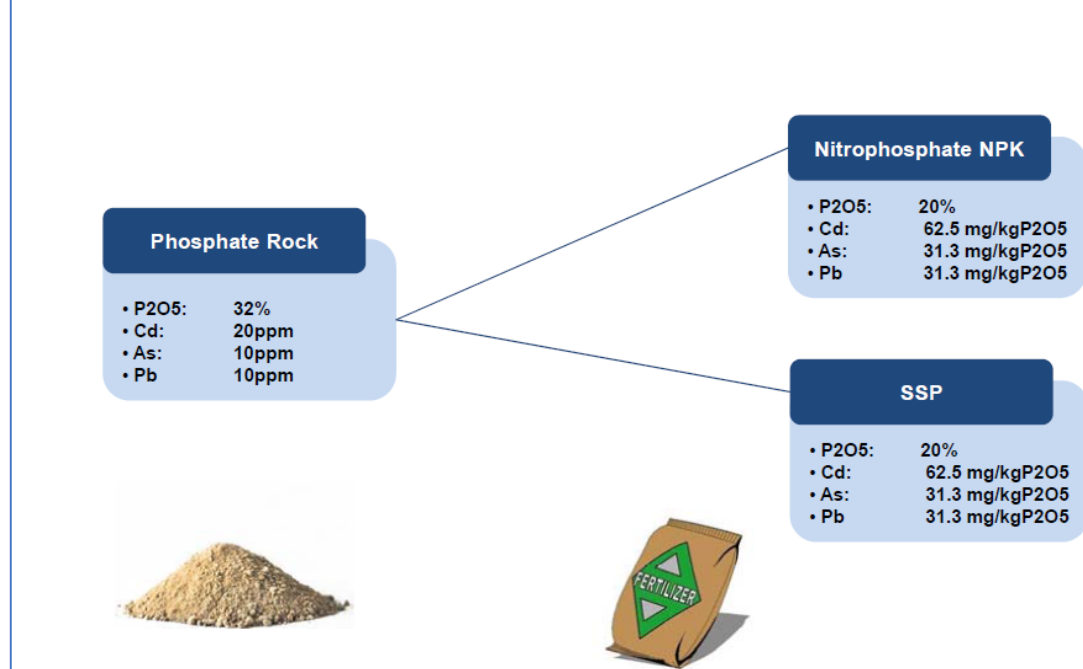 Phosphate Rock
• P2O5: 32%
• Cd: 20ppm
• As: 10ppm
• Pb 10ppm
Nitrophosphate NPK
• P2O5: 20%
• Cd: 62.5 mg/kgP2O5
• As: 31.3 mg/kgP2O5
• Pb 31.3 mg/kgP2O5
SSP
• P2O5: 20%
• Cd: 62.5 mg/kgP2O5
• As: 31.3 mg/kgP2O5
• Pb 31.3 mg/kgP2O5
FERTILIZER